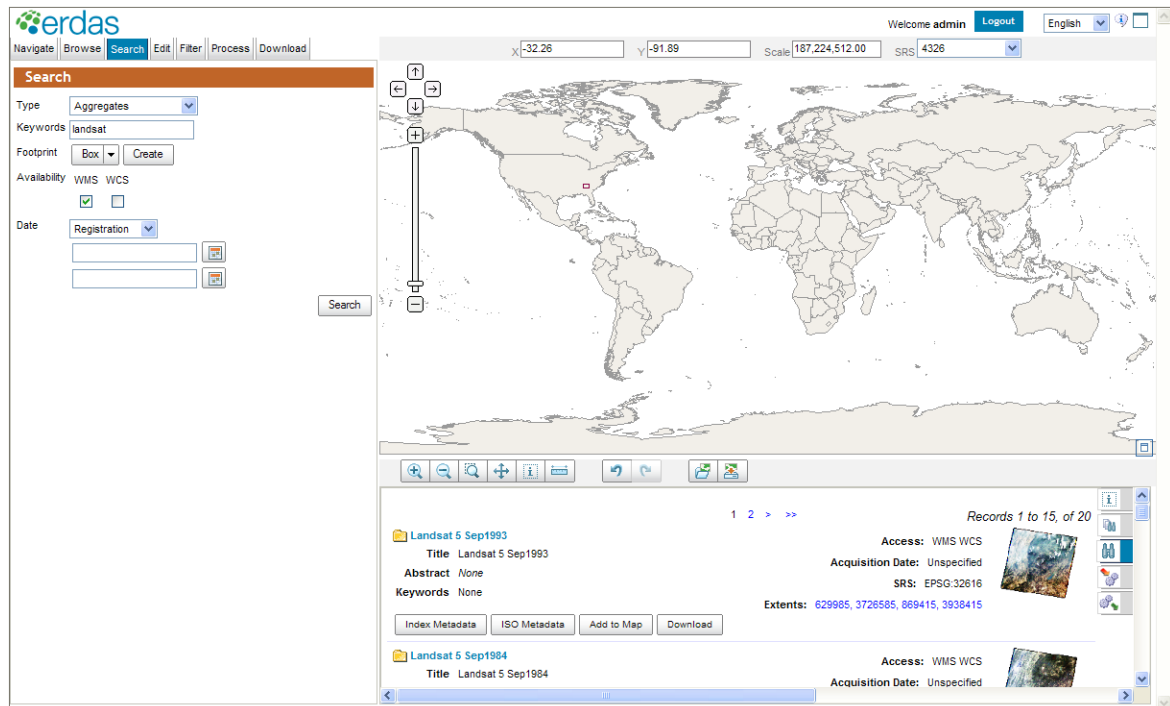 erdas
Welcome admin Logout English
Navigate Browse Search Edit Filter Process Download
X -32.26 Y -91.89 Scale 187,224,512.00 SRS 4326
Search
Type Aggregates
Keywords landsat
Footprint Box Create
Availability WMS WCS
Date Registration
Search
1 2 > >>
Records 1 to 15, of 20
Landsat 5 Sep1993
Title Landsat 5 Sep1993
Abstract None
Keywords None
Access: WMS WCS
Acquisition Date: Unspecified
SRS: EPSG:32616
Extents: 629985, 3726585, 869415, 3938415
Index Metadata ISO Metadata Add to Map Download
Landsat 5 Sep1984
Title Landsat 5 Sep1984
Access: WMS WCS
Acquisition Date: Unspecified